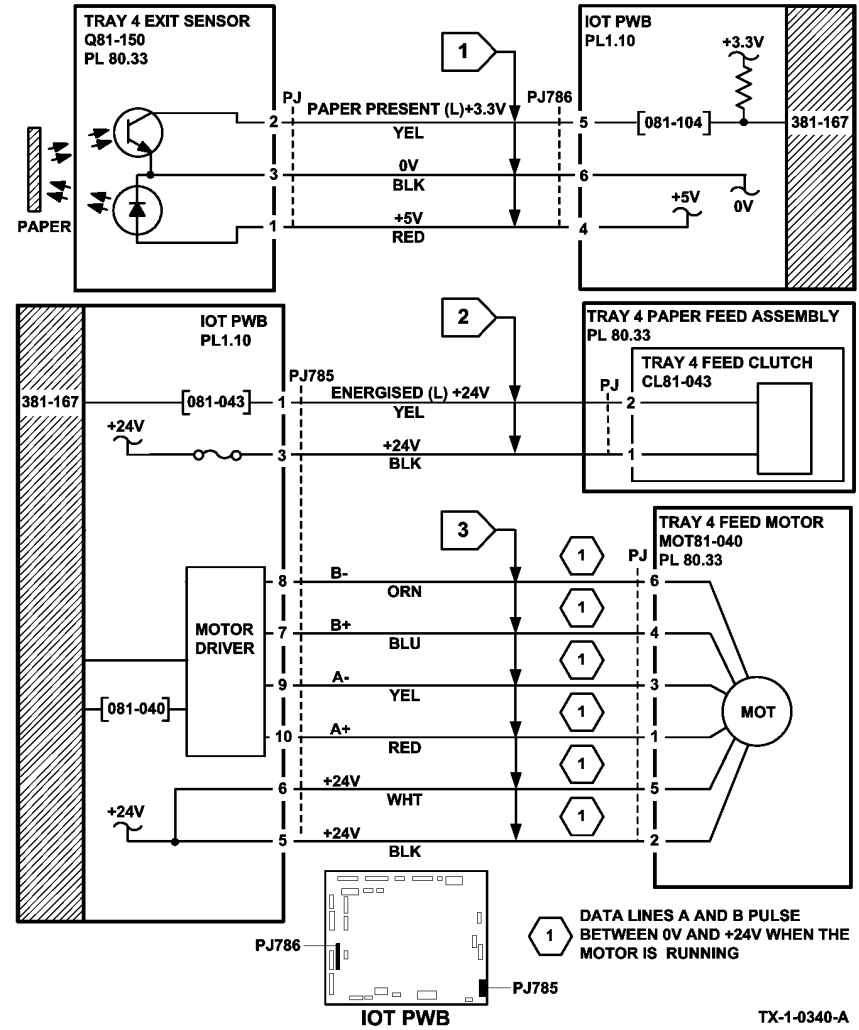 TRAY 4 EXIT SENSOR
Q81-150
PL 80.33
1
IOT PWB
PL1.10
+3.3V
PJ
PJ786
2
PAPER PRESENT (L)+3.3V
YEL
5
081-104
381-167
3
0V
BLK
6
0V
PAPER
1
+5V
RED
4
+5V
IOT PWB
PL1.10
2
TRAY 4 PAPER FEED ASSEMBLY
PL 80.33
TRAY 4 FEED CLUTCH
CL81-043
PJ785
PJ
381-167
081-043
1
ENERGISED (L) +24V
YEL
2
+24V
3
+24V
BLK
1
3
TRAY 4 FEED MOTOR
MOT81-040
PL 80.33
PJ
1
8
B-
ORN
6
1
MOTOR
DRIVER
7
B+
BLU
4
1
9
A-
YEL
3
081-040
1
MOT
10
A+
RED
1
1
6
+24V
WHT
5
+24V
1
5
+24V
BLK
2
PJ786
PJ785
IOT PWB
1
DATA LINES A AND B PULSE
BETWEEN 0V AND +24V WHEN THE
MOTOR IS RUNNING
TX-1-0340-A